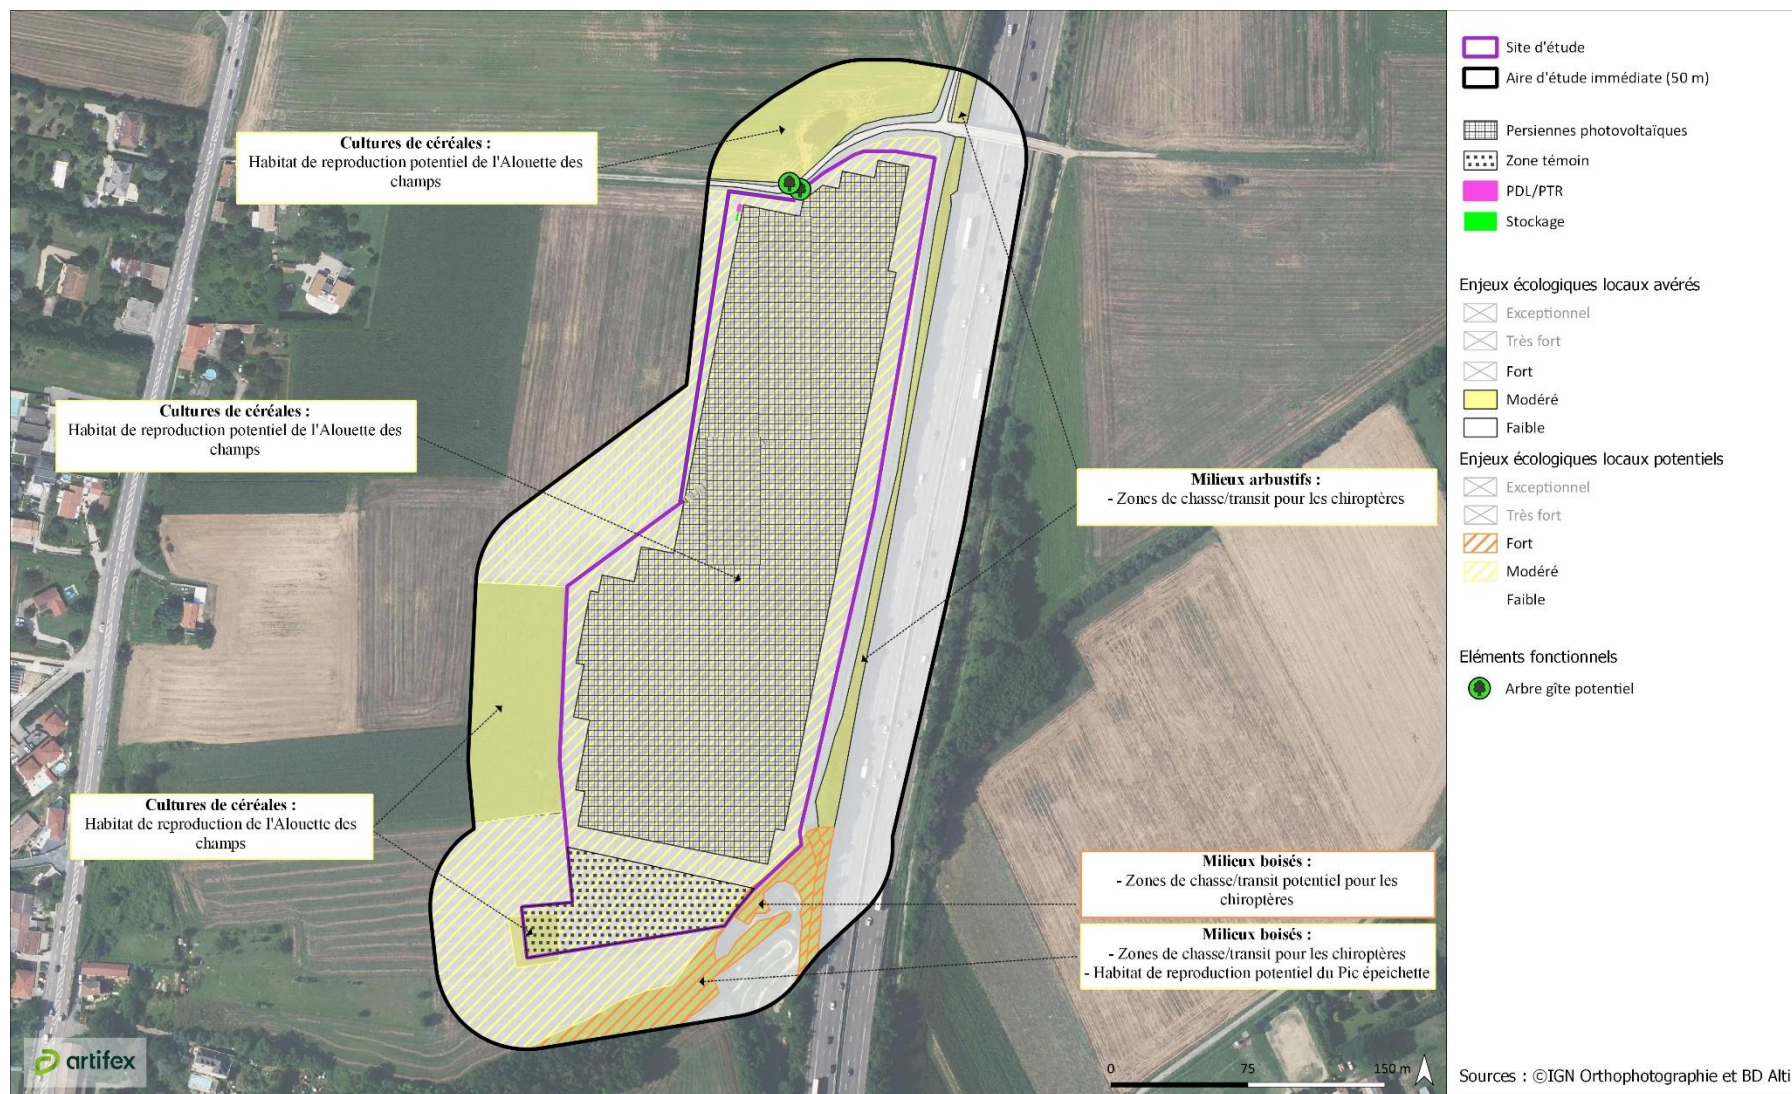 Cultures de céréales :
Habitat de reproduction potentiel de l'Alouette des
champs
Cultures de céréales :
Habitat de reproduction potentiel de l'Alouette des
champs
Cultures de céréales :
Habitat de reproduction de l'Alouette des
champs
Milieux arbustifs :
- Zones de chasse/transit pour les chiroptères
Milieux boisés :
- Zones de chasse/transit potentiel pour les
chiroptères
Milieux boisés :
- Zones de chasse/transit pour les chiroptères
- Habitat de reproduction potentiel du Pic épeichette
artifex
0 75 150 m
Site d'étude
Aire d'étude immédiate (50 m)
Persiennes photovoltaïques
Zone témoin
PDL/PTR
Stockage
Enjeux écologiques locaux avérés
Exceptionnel
Très fort
Fort
Modéré
Faible
Enjeux écologiques locaux potentiels
Exceptionnel
Très fort
Fort
Modéré
Faible
Eléments fonctionnels
Arbre gîte potentiel
Sources : ©IGN Orthophotographie et BD Alti